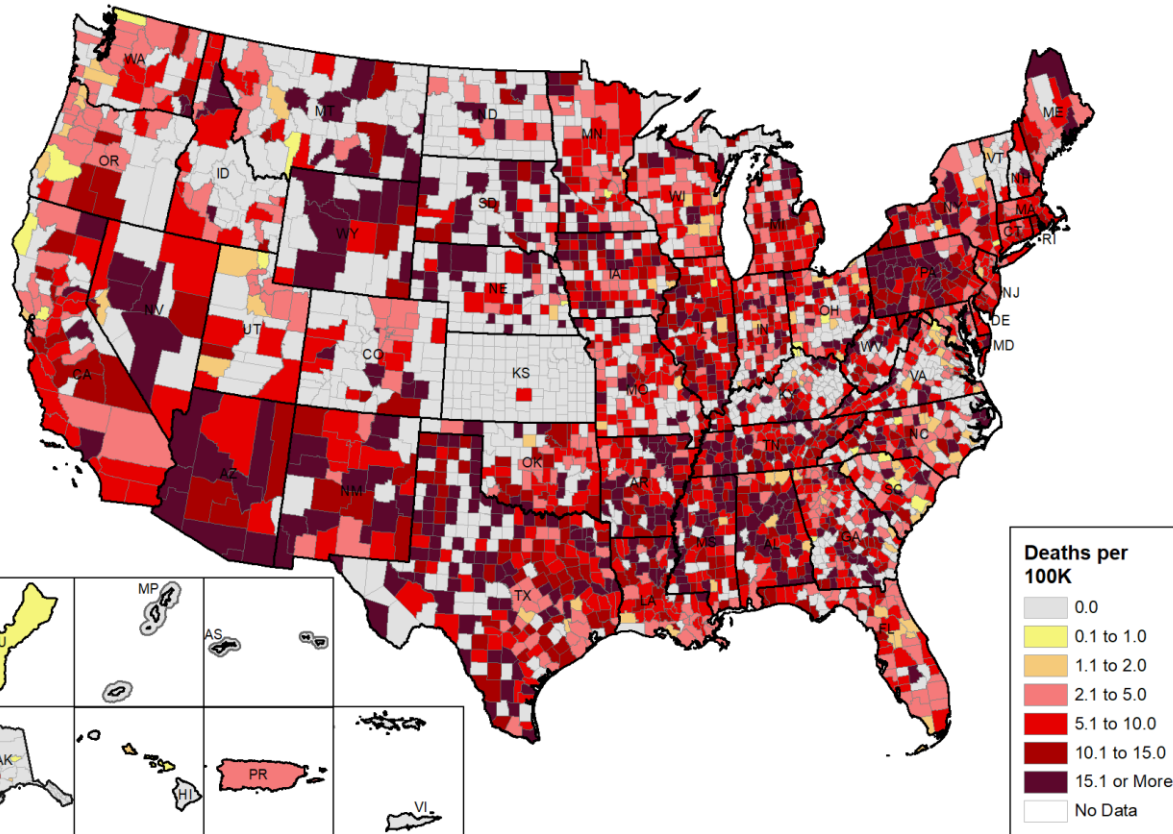 WA
MT
ND
MN
ME
OR
ID
SD
WI
VT
NH
NY
MA
WY
MI
CT
RI
IA
NE
PA
NV
UT
CO
IL
IN
OH
NJ
DE
MD
CA
KS
MO
WV
VA
KY
AZ
NM
OK
AR
TN
NC
SC
MS
AL
GA
TX
LA
FL
MP
AS
AK
HI
PR
VI
Deaths per
100K
0.0
0.1 to 1.0
1.1 to 2.0
2.1 to 5.0
5.1 to 10.0
10.1 to 15.0
15.1 or More
No Data